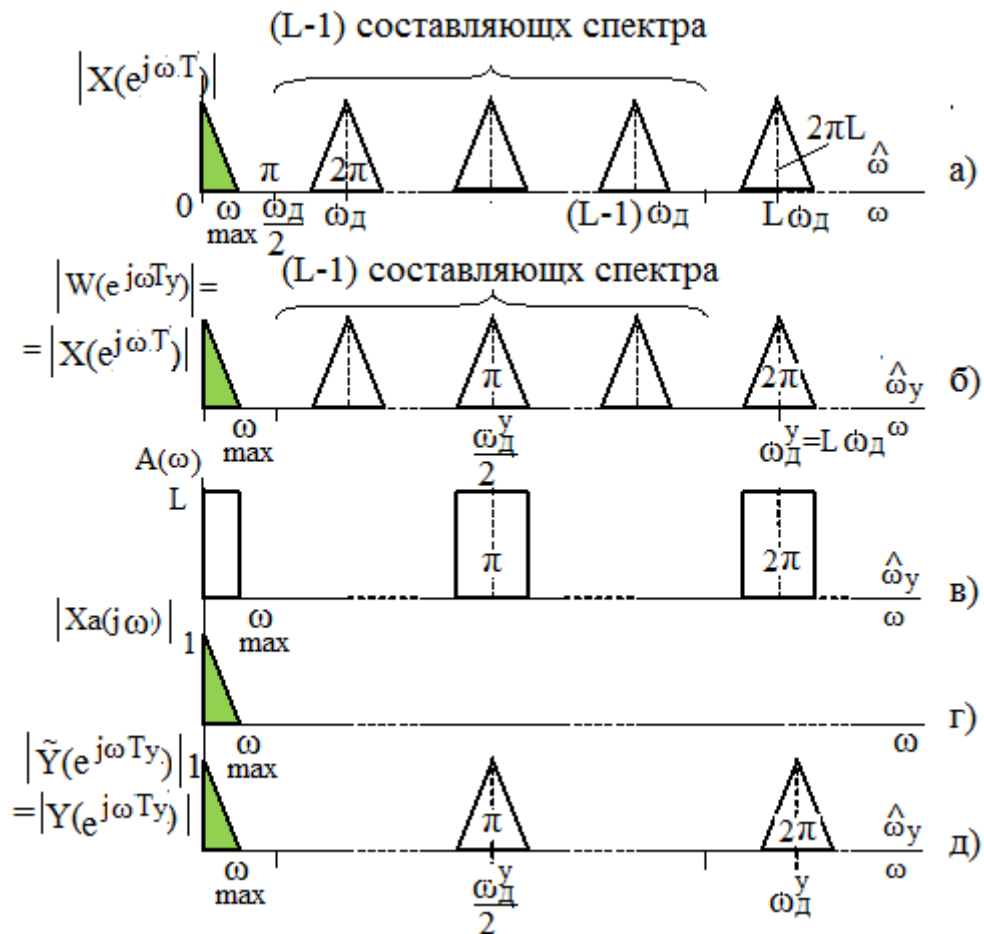 (L-1) составляющх спектра
|X(e^jωT)|
2πL
π 2π ω̂ а)
0 ω max ω_д/2 ω_д (L-1) ω_д L ω_д ω
(L-1) составляющх спектра
|W(e^jωTy)| =
= |X(e^jωT)|
π 2π ω̂_y б)
ω max ω_д^y/2 ω_д^y=L ω_д ω
A(ω)
L
π 2π ω̂_y в)
ω max ω
|Xa(jω)| 1
г)
ω max ω
|Ỹ(e^jωTy)| 1
=|Y(e^jωTy)|
π 2π ω̂_y д)
ω max ω_д^y/2 ω_д^y ω